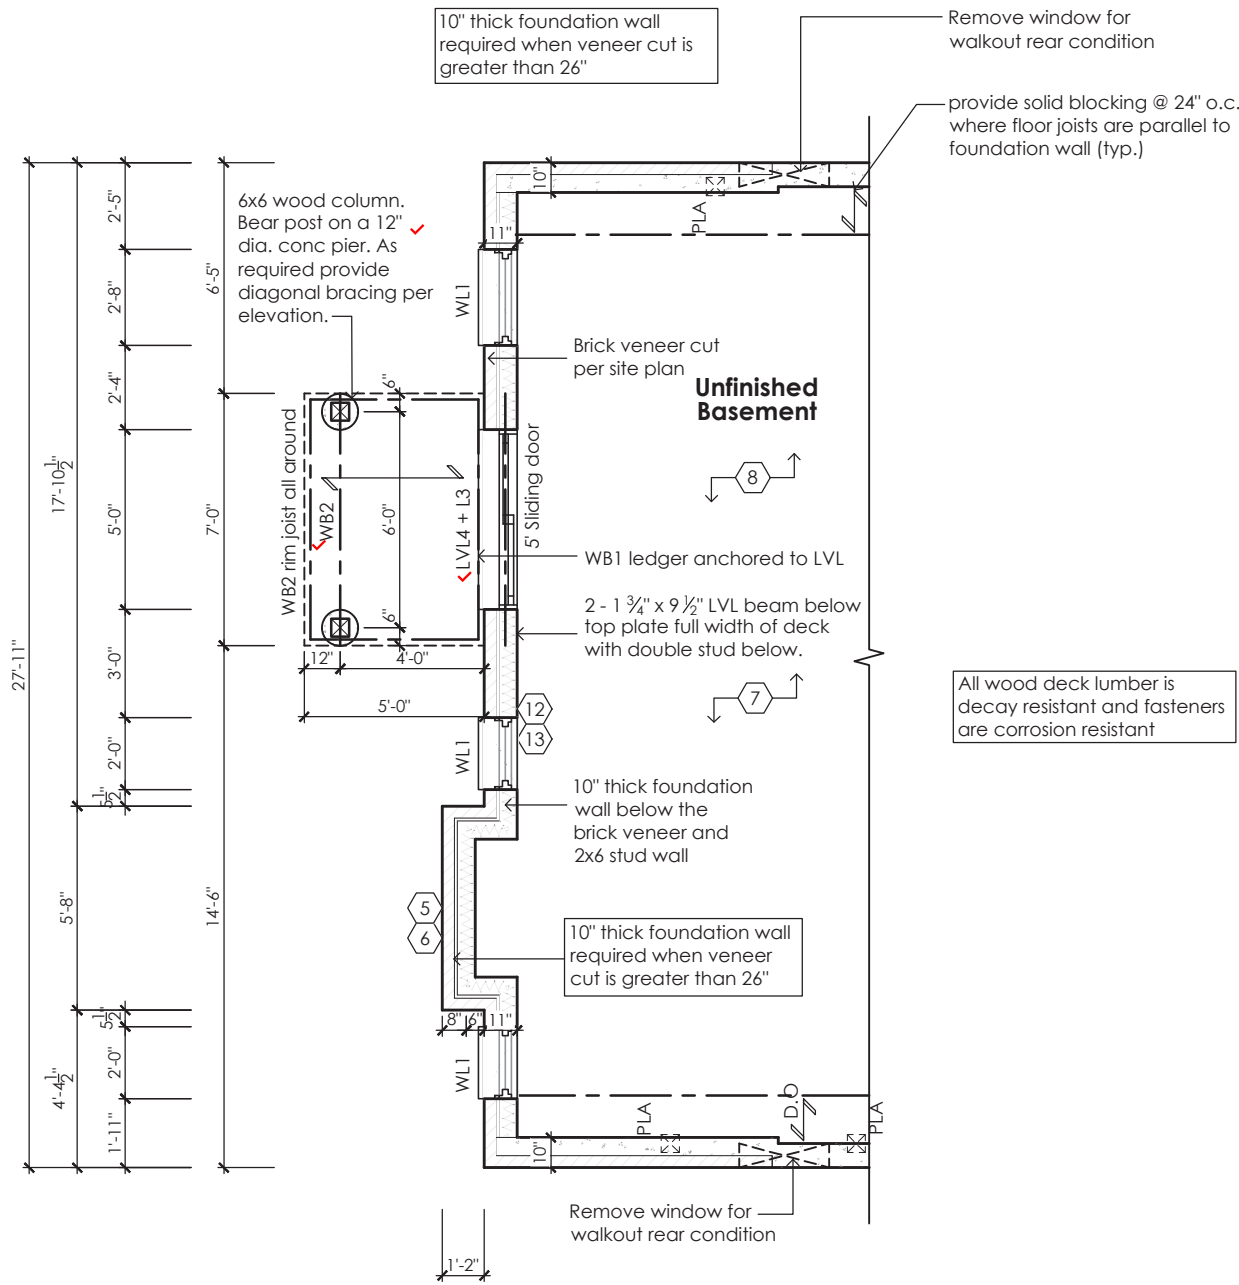 10" thick foundation wall
required when veneer cut is
greater than 26"
Remove window for
walkout rear condition
provide solid blocking @ 24" o.c.
where floor joists are parallel to
foundation wall (typ.)
6x6 wood column.
Bear post on a 12"
dia. conc pier. As
required provide
diagonal bracing per
elevation.
10"
PLA
11"
WL1
Brick veneer cut
per site plan
Unfinished
Basement
27'-11"
17'-10 1/2"
5'-8"
4'-4 1/2"
2'-5"
2'-8"
2'-4"
5'-0"
3'-0"
2'-0"
5 1/2"
5 1/2"
2'-0"
1'-11"
6'-5"
7'-0"
14'-6"
WB2 rim joist all around
WB2
6"
6'-0"
6"
LVL4 + L3
5' Sliding door
8
WB1 ledger anchored to LVL
2 - 1 ¾" x 9 ½" LVL beam below
top plate full width of deck
with double stud below.
12"
4'-0"
5'-0"
7
12
13
WL1
All wood deck lumber is
decay resistant and fasteners
are corrosion resistant
10" thick foundation
wall below the
brick veneer and
2x6 stud wall
5
6
10" thick foundation wall
required when veneer
cut is greater than 26"
8"
6"
11"
WL1
D.O
PLA
PLA
10"
Remove window for
walkout rear condition
1'-2"